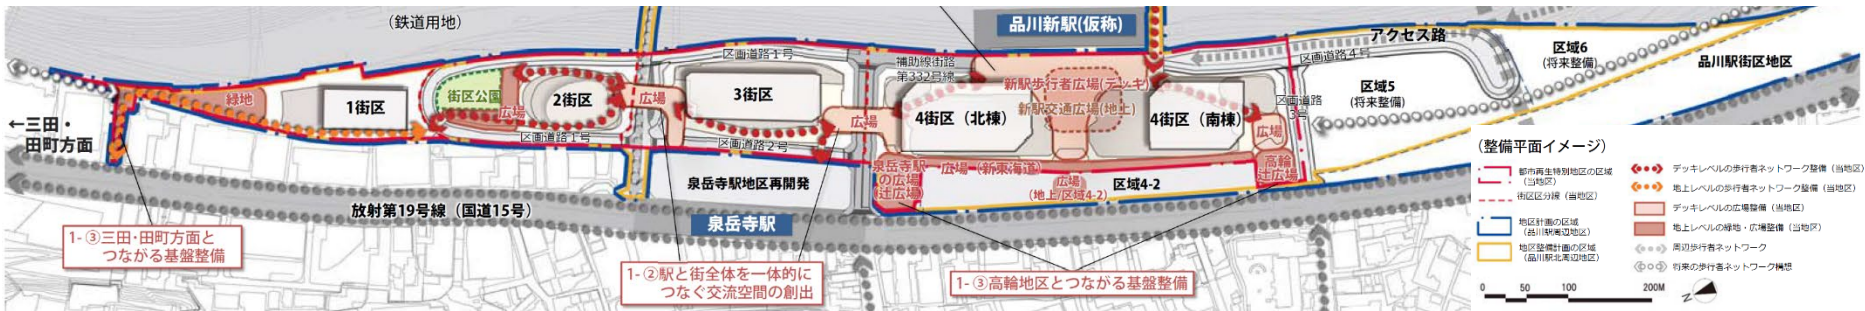 （鉄道用地）
品川新駅(仮称)
アクセス路
区域6
(将来整備)
品川駅街区地区
区画道路1号
補助線街路
第332号線
区画道路4号
緑地
1街区
街区公園
広場
2街区
広場
3街区
広場
新駅歩行者広場(デッキ)
新駅交通広場(地上)
4街区（北棟）
4街区（南棟）
広場
区画道路
3号
区域5
(将来整備)
←三田・
田町方面
区画道路1号
区画道路2号
泉岳寺駅地区再開発
泉岳寺駅
の広場
辻広場
広場（新東海道）
広場
(地上/区域4-2)
区域4-2
高輪
辻広場
放射第19号線（国道15号）
泉岳寺駅
1-③三田・田町方面と
つながる基盤整備
1-②駅と街全体を一体的に
つなぐ交流空間の創出
1-③高輪地区とつながる基盤整備
（整備平面イメージ）
都市再生特別地区の区域
（当地区）
街区区分線（当地区）
地区計画の区域
（品川駅周辺地区）
地区整備計画の区域
（品川駅北周辺地区）
デッキレベルの歩行者ネットワーク整備（当地区）
地上レベルの歩行者ネットワーク整備（当地区）
デッキレベルの広場整備（当地区）
地上レベルの緑地・広場整備（当地区）
周辺歩行者ネットワーク
将来の歩行者ネットワーク構想
0 50 100 200M
N